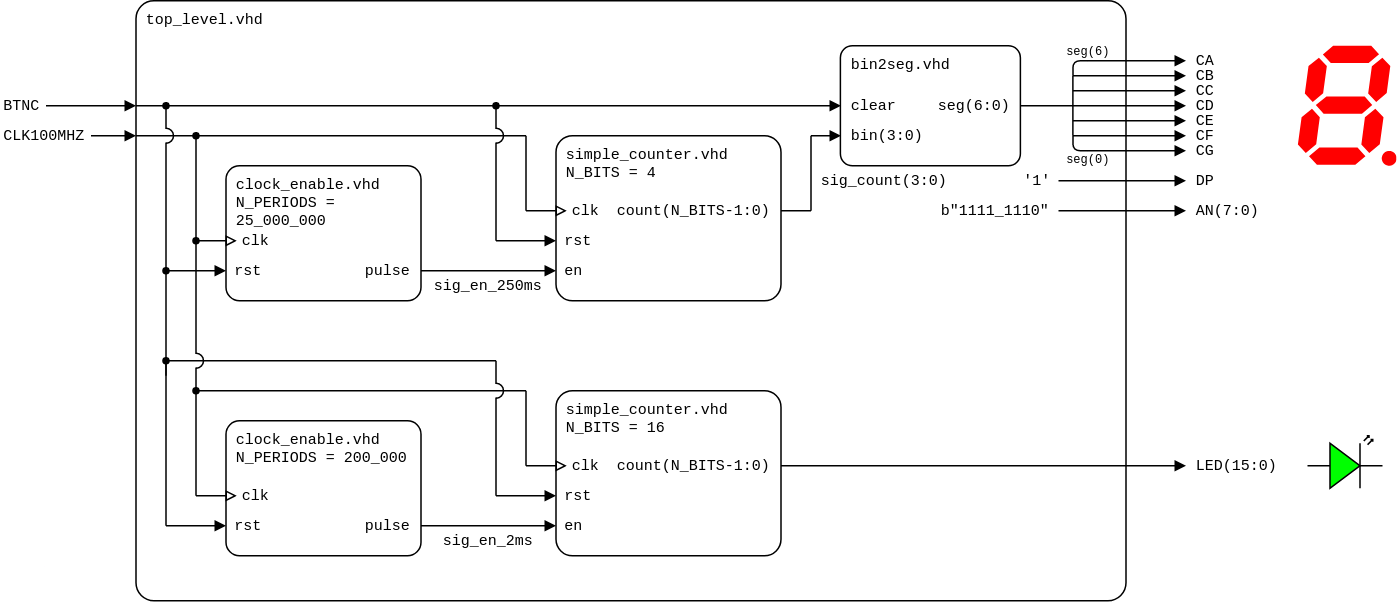 top_level.vhd
BTNC
CLK100MHZ
clock_enable.vhd
N_PERIODS =
25_000_000
clk
rst
pulse
sig_en_250ms
simple_counter.vhd
N_BITS = 4
clk
count(N_BITS-1:0)
rst
en
sig_count(3:0)
bin2seg.vhd
clear
seg(6:0)
bin(3:0)
seg(6)
seg(0)
CA
CB
CC
CD
CE
CF
CG
'1'
DP
b"1111_1110"
AN(7:0)
clock_enable.vhd
N_PERIODS = 200_000
clk
rst
pulse
sig_en_2ms
simple_counter.vhd
N_BITS = 16
clk
count(N_BITS-1:0)
rst
en
LED(15:0)